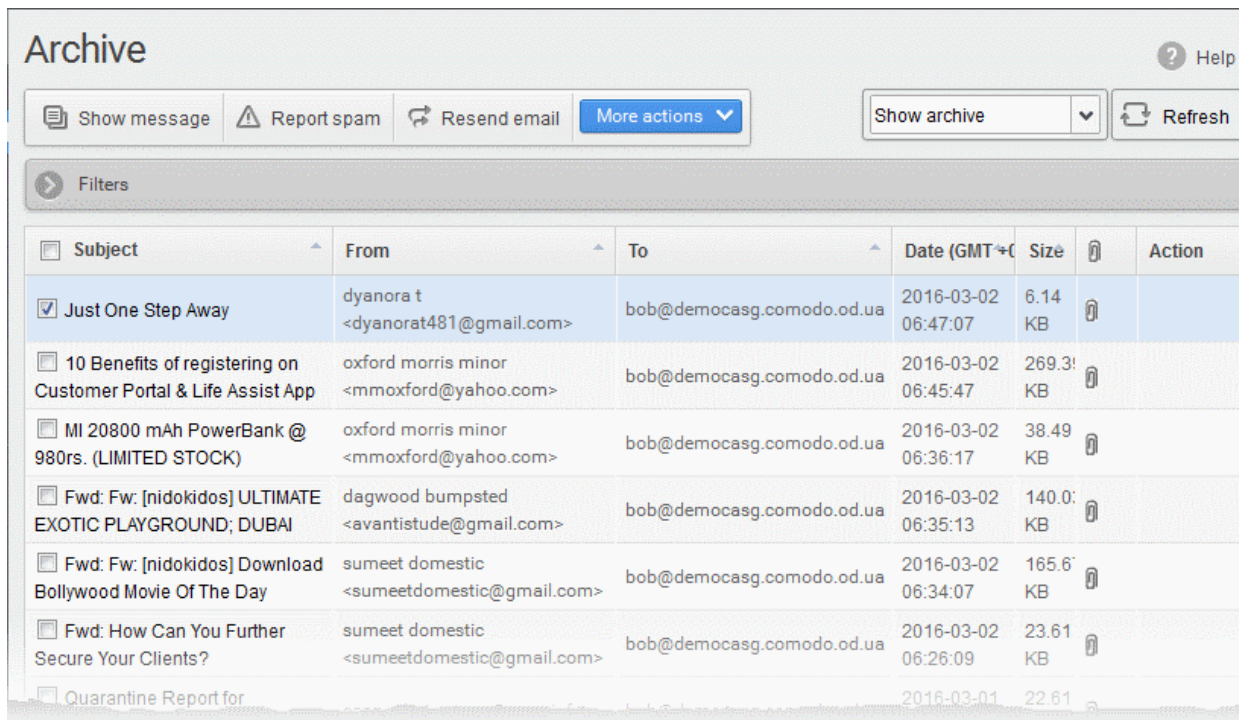 Archive
Help
Show message
Report spam
Resend email
More actions
Show archive
Refresh
Filters
Subject From To Date (GMT Size Action
Just One Step Away
dyanora t
<dyanorat481@gmail.com>
bob@democasg.comodo.od.ua
2016-03-02
06:47:07
6.14
KB
10 Benefits of registering on
Customer Portal & Life Assist App
oxford morris minor
<mmoxford@yahoo.com>
bob@democasg.comodo.od.ua
2016-03-02
06:45:47
269.3
KB
MI 20800 mAh PowerBank @
980rs. (LIMITED STOCK)
oxford morris minor
<mmoxford@yahoo.com>
bob@democasg.comodo.od.ua
2016-03-02
06:36:17
38.49
KB
Fwd: Fw: [nidokidos] ULTIMATE
EXOTIC PLAYGROUND; DUBAI
dagwood bumpsted
<avantistude@gmail.com>
bob@democasg.comodo.od.ua
2016-03-02
06:35:13
140.0
KB
Fwd: Fw: [nidokidos] Download
Bollywood Movie Of The Day
sumeet domestic
<sumeetdomestic@gmail.com>
bob@democasg.comodo.od.ua
2016-03-02
06:34:07
165.6
KB
Fwd: How Can You Further
Secure Your Clients?
sumeet domestic
<sumeetdomestic@gmail.com>
bob@democasg.comodo.od.ua
2016-03-02
06:26:09
23.61
KB
Quarantine Report for
2016-03-01
22.61